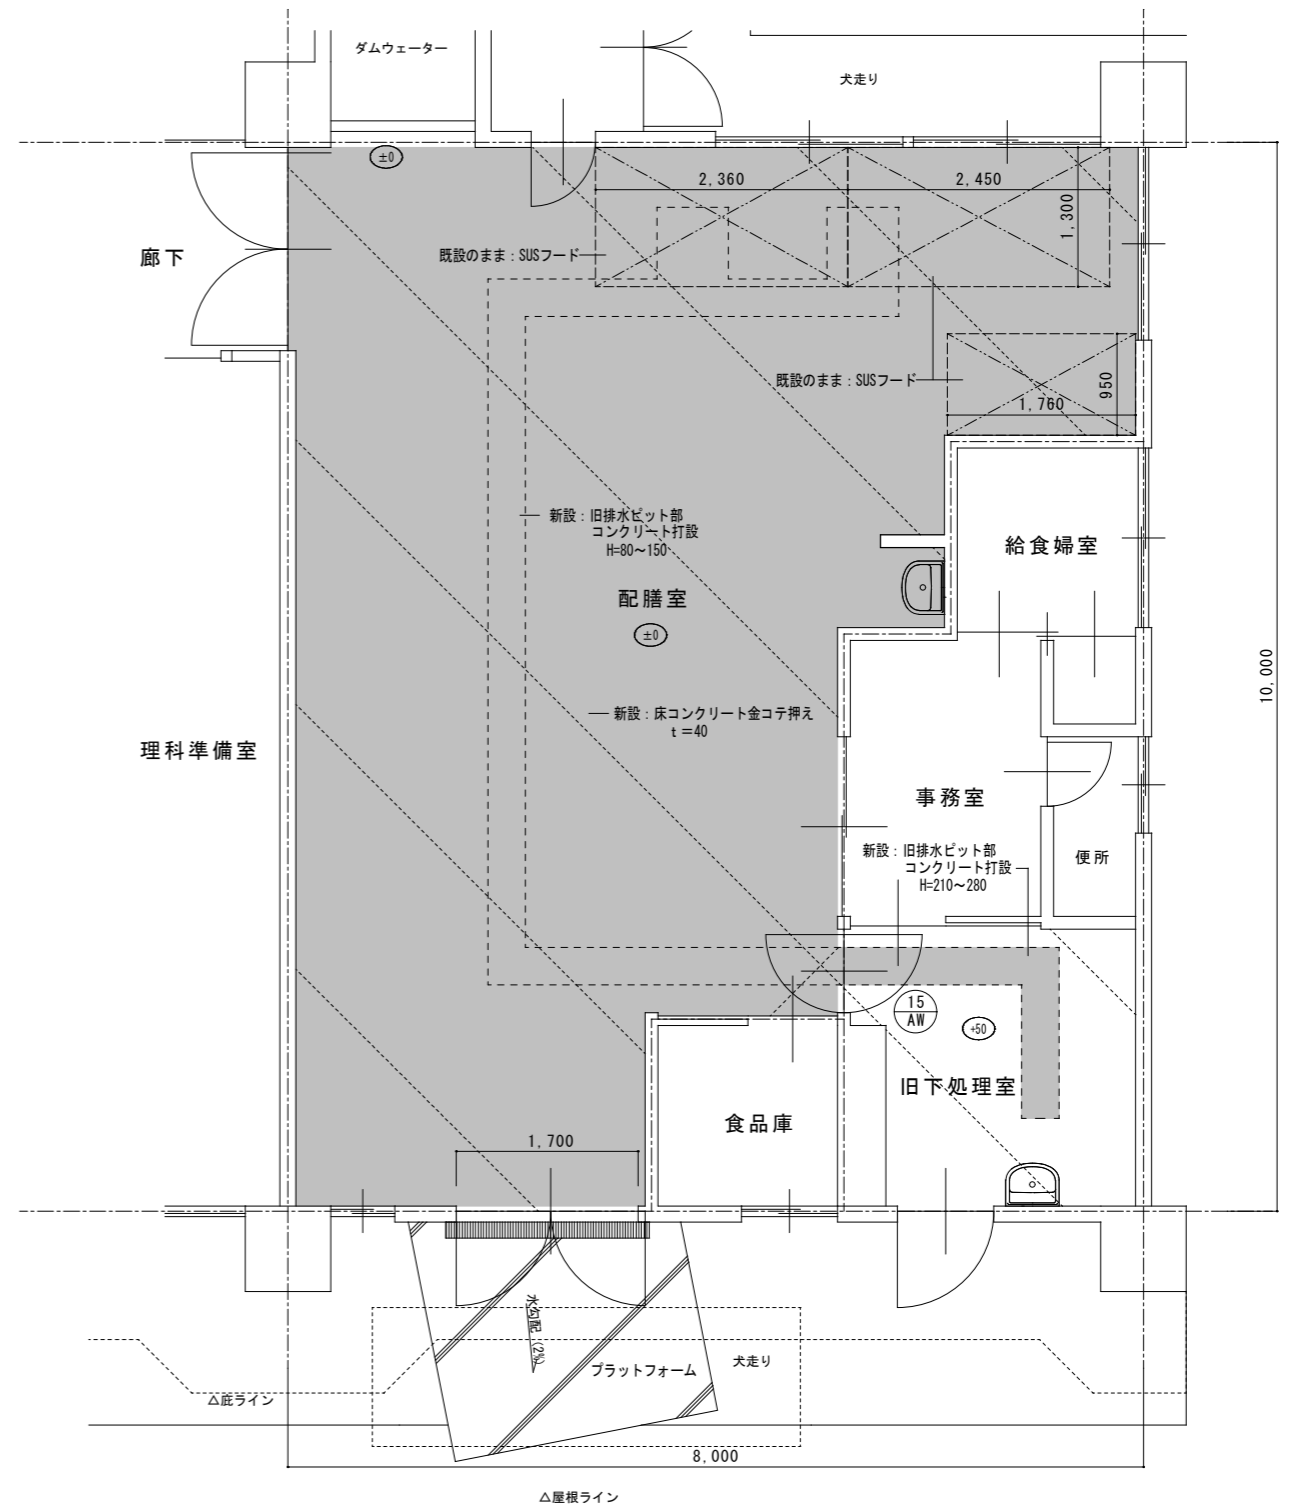 ダムウェーター
犬走り
±0
2,360
2,450
1,300
廊下
既設のまま：SUSフード
既設のまま：SUSフード
950
1,760
新設：旧排水ピット部
コンクリート打設
H=80～150
給食婦室
配膳室
±0
10,000
新設：床コンクリート金コテ押え
t＝40
理科準備室
事務室
新設：旧排水ピット部
コンクリート打設
H=210～280
便所
15
AW
+50
旧下処理室
食品庫
1,700
水勾配（2%）
プラットフォーム
犬走り
△庇ライン
8,000
△屋根ライン